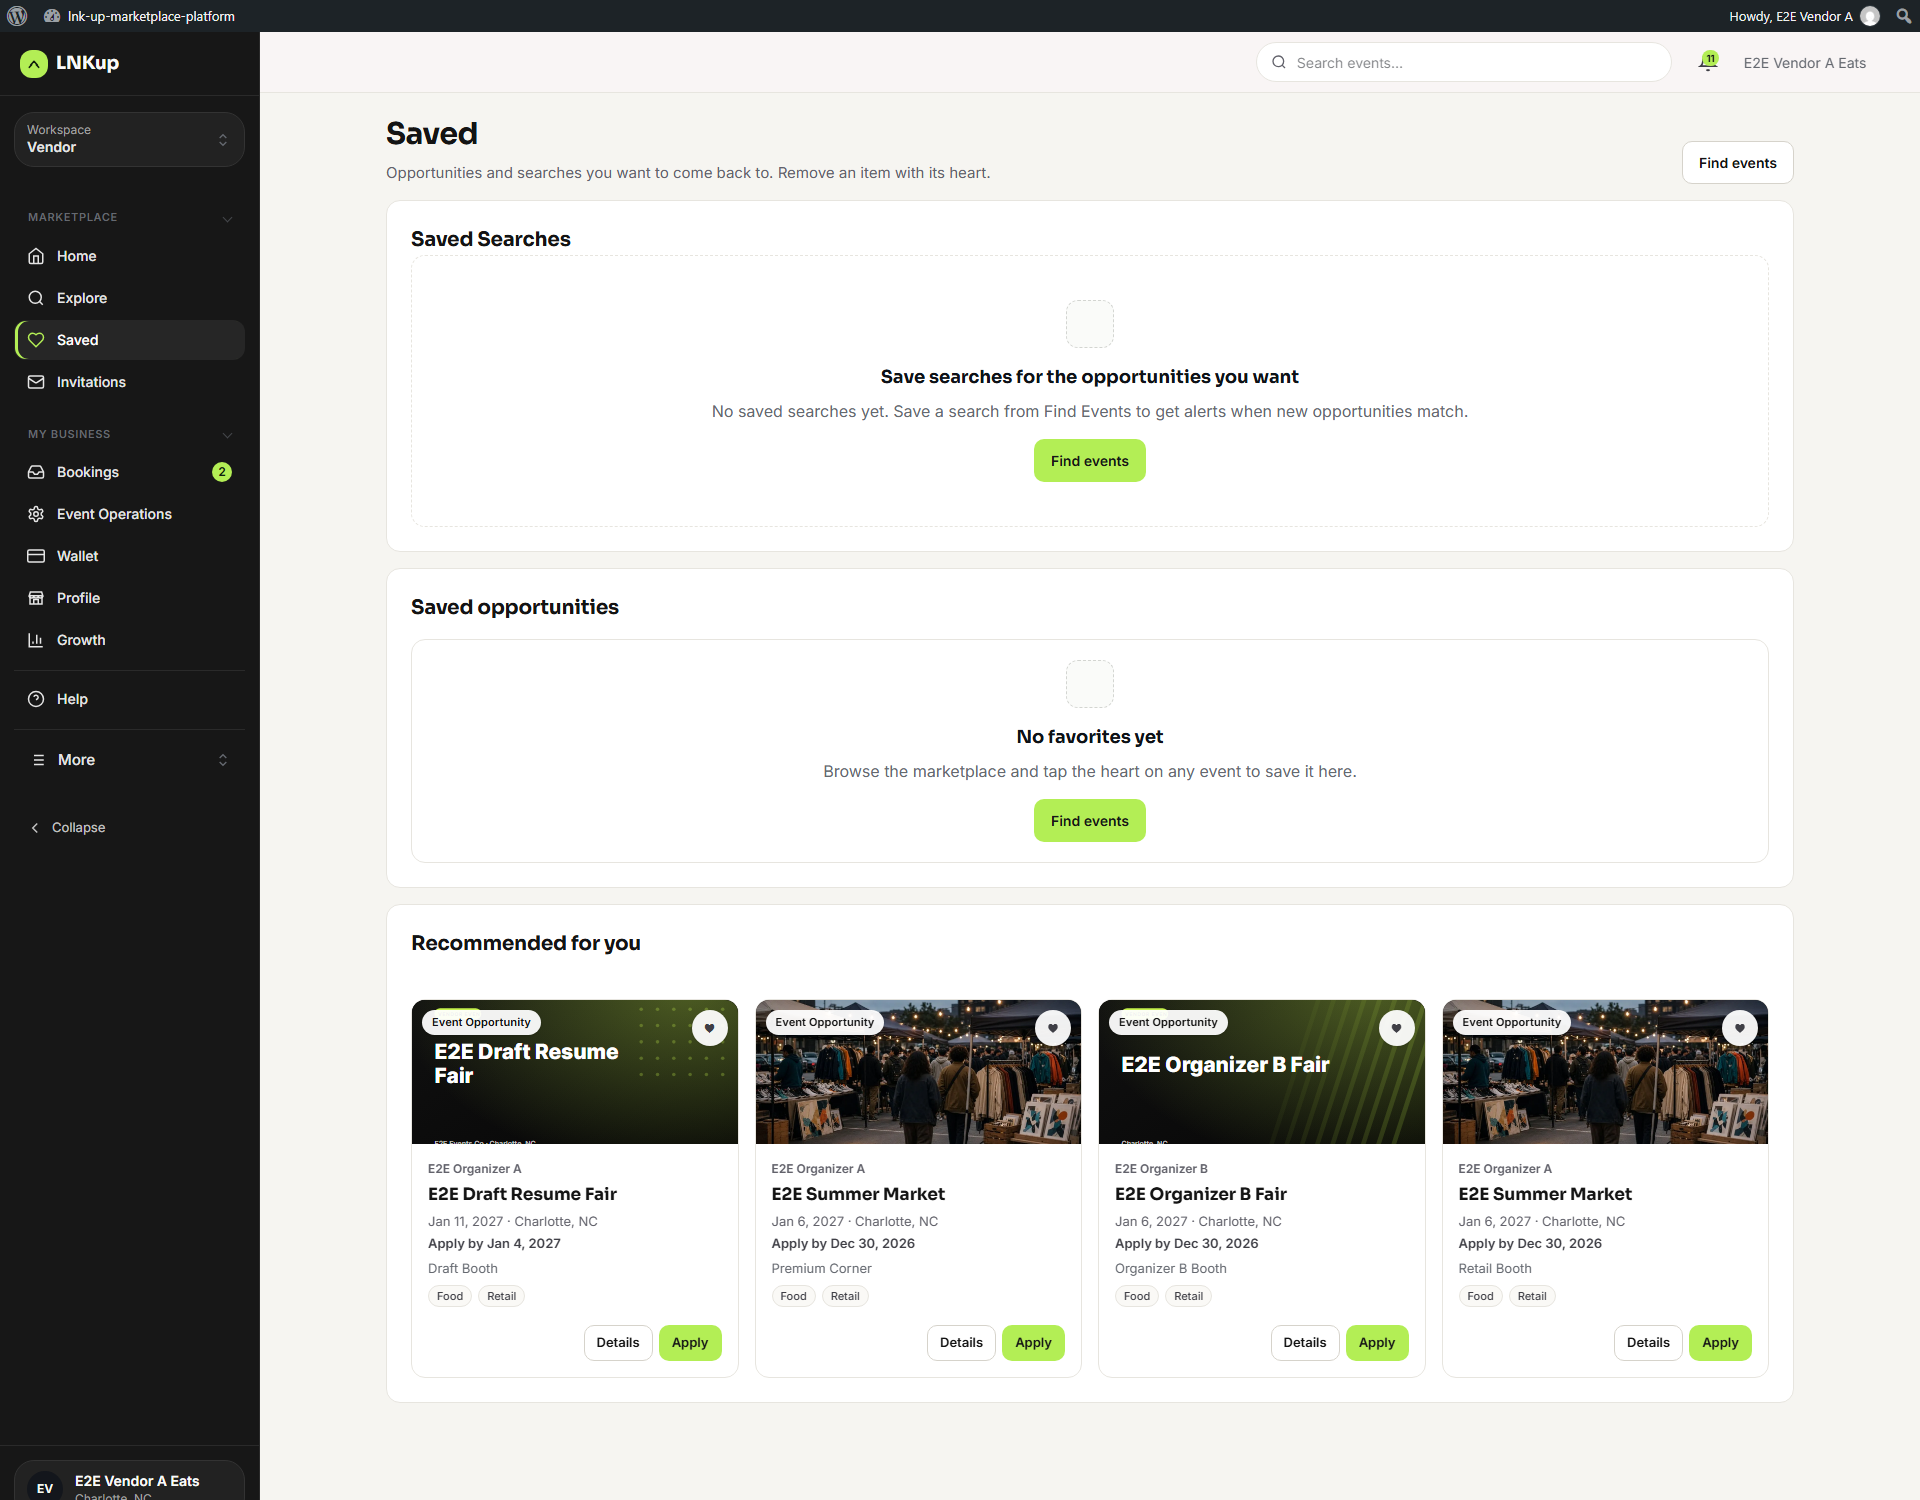 lnk-up-marketplace-platform
Howdy, E2E Vendor A
LNKup
Search events...
11
E2E Vendor A Eats
Workspace
Vendor
MARKETPLACE
Home
Explore
Saved
Invitations
MY BUSINESS
Bookings
2
Event Operations
Wallet
Profile
Growth
Help
More
Collapse
EV
E2E Vendor A Eats
Charlotte, NC
Saved
Opportunities and searches you want to come back to. Remove an item with its heart.
Find events
Saved Searches
Save searches for the opportunities you want
No saved searches yet. Save a search from Find Events to get alerts when new opportunities match.
Find events
Saved opportunities
No favorites yet
Browse the marketplace and tap the heart on any event to save it here.
Find events
Recommended for you
Event Opportunity
E2E Draft Resume
Fair
E2E Events Co · Charlotte, NC
E2E Organizer A
E2E Draft Resume Fair
Jan 11, 2027 · Charlotte, NC
Apply by Jan 4, 2027
Draft Booth
Food
Retail
Details
Apply
Event Opportunity
E2E Organizer A
E2E Summer Market
Jan 6, 2027 · Charlotte, NC
Apply by Dec 30, 2026
Premium Corner
Food
Retail
Details
Apply
Event Opportunity
E2E Organizer B Fair
Charlotte, NC
E2E Organizer B
E2E Organizer B Fair
Jan 6, 2027 · Charlotte, NC
Apply by Dec 30, 2026
Organizer B Booth
Food
Retail
Details
Apply
Event Opportunity
E2E Organizer A
E2E Summer Market
Jan 6, 2027 · Charlotte, NC
Apply by Dec 30, 2026
Retail Booth
Food
Retail
Details
Apply